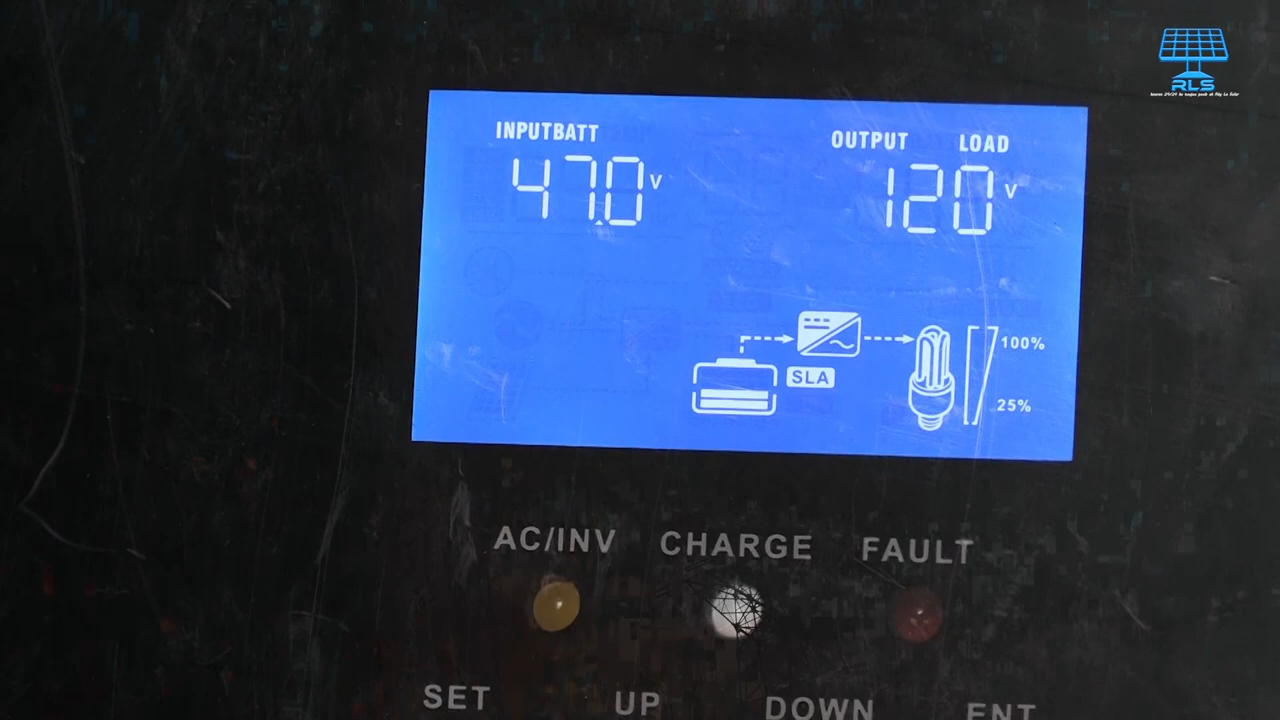 RLS
INPUTBATT
OUTPUT LOAD
47.0 V
120 V
SLA
100%
25%
AC/INV CHARGE FAULT
SET UP DOWN ENT